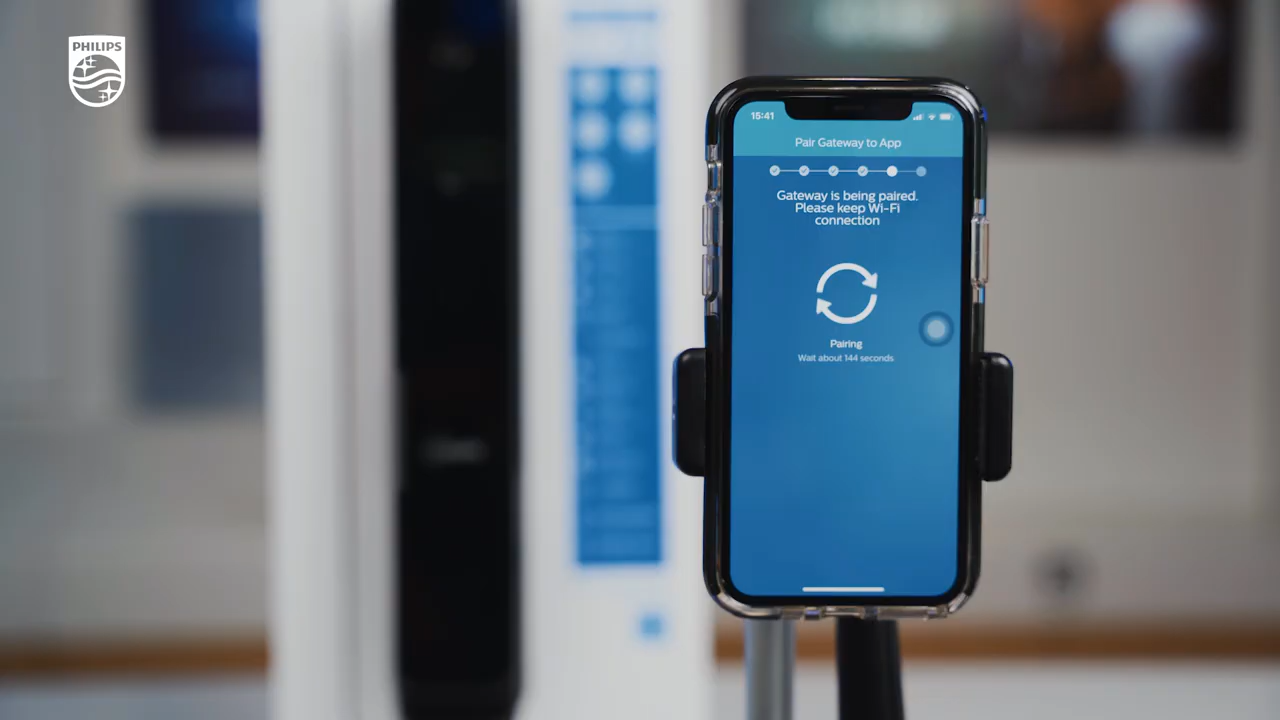 PHILIPS
15:41
Pair Gateway to App
Gateway is being paired.
Please keep Wi-Fi
connection
Pairing
Wait about 144 seconds